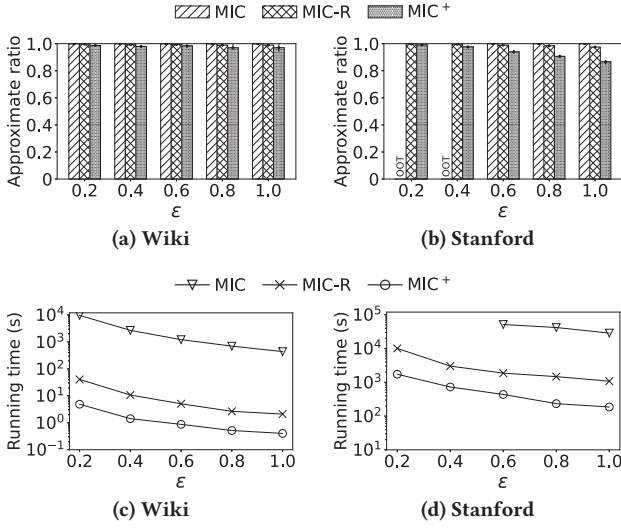 MIC MIC-R MIC+
Approximate ratio
1.0
0.8
0.6
0.4
0.2
0
0.2 0.4 0.6 0.8 1.0
ε
(a) Wiki
Approximate ratio
1.0
0.8
0.6
0.4
0.2
0
OOT OOT
0.2 0.4 0.6 0.8 1.0
ε
(b) Stanford
MIC MIC-R MIC+
Running time (s)
10^4
10^3
10^2
10^1
10^0
10^-1
0.2 0.4 0.6 0.8 1.0
ε
(c) Wiki
Running time (s)
10^5
10^4
10^3
10^2
10^1
0.2 0.4 0.6 0.8 1.0
ε
(d) Stanford